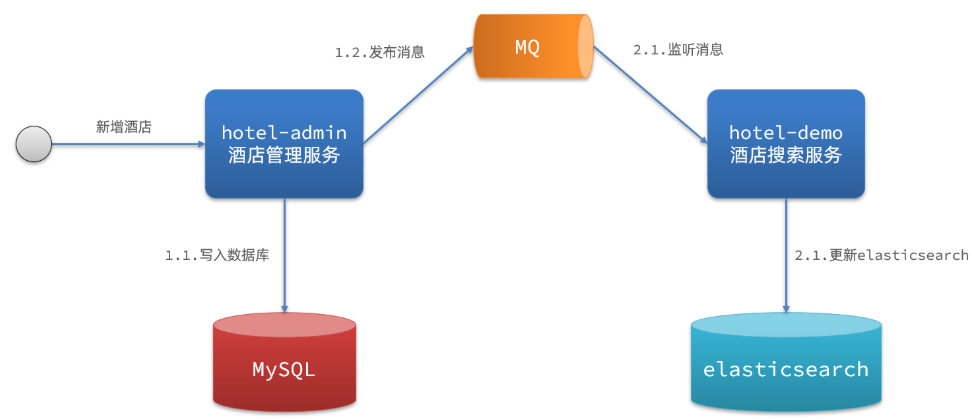 MQ
1.2.发布消息
2.1.监听消息
新增酒店
hotel-admin
酒店管理服务
hotel-demo
酒店搜索服务
1.1.写入数据库
2.1.更新elasticsearch
MySQL
elasticsearch